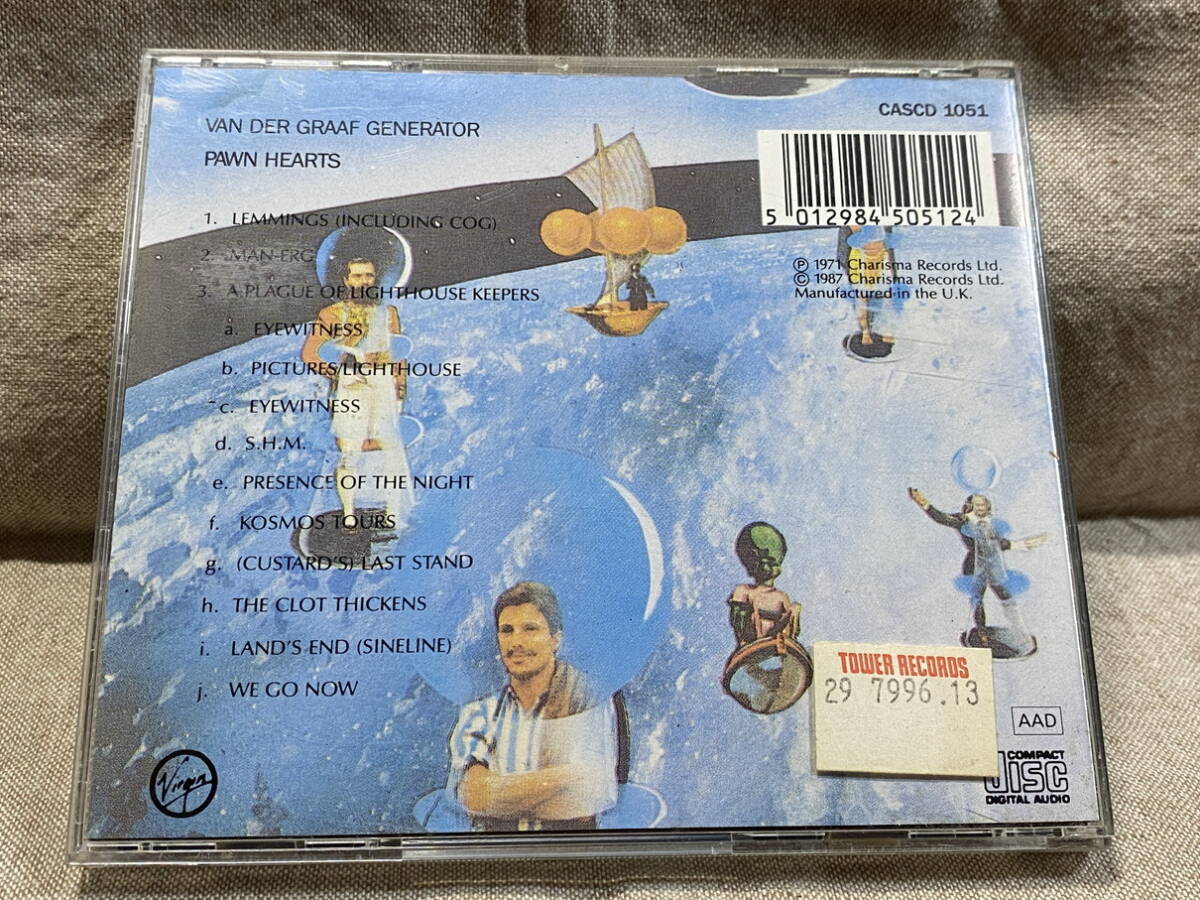 VAN DER GRAAF GENERATOR
PAWN HEARTS
1. LEMMINGS (INCLUDING COG)
2. MAN-ERG
3. A PLAGUE OF LIGHTHOUSE KEEPERS
a. EYEWITNESS
b. PICTURES/LIGHTHOUSE
c. EYEWITNESS
d. S.H.M.
e. PRESENCE OF THE NIGHT
f. KOSMOS TOURS
g. (CUSTARD'S) LAST STAND
h. THE CLOT THICKENS
i. LAND'S END (SINELINE)
j. WE GO NOW
Virgin
CASCD 1051
5 012984 505124
Ⓟ 1971 Charisma Records Ltd.
© 1987 Charisma Records Ltd.
Manufactured in the U.K.
TOWER RECORDS
29 7996.13
AAD
COMPACT
DISC
DIGITAL AUDIO